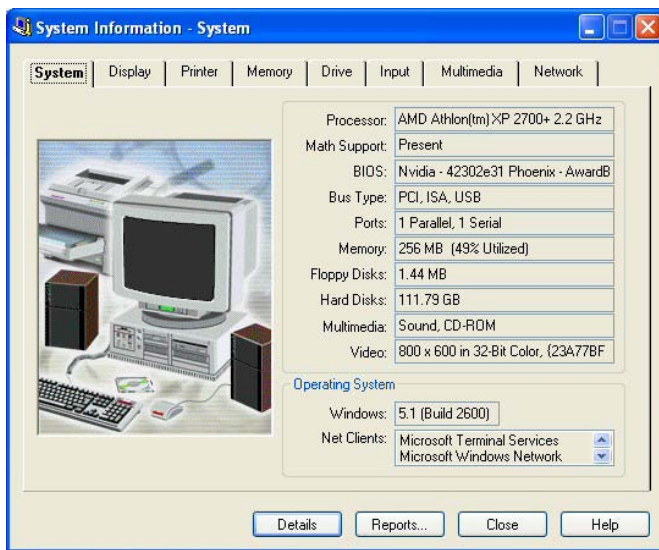 System Information - System
System Display Printer Memory Drive Input Multimedia Network
Processor: AMD Athlon(tm) XP 2700+ 2.2 GHz
Math Support: Present
BIOS: Nvidia - 42302e31 Phoenix - AwardB
Bus Type: PCI, ISA, USB
Ports: 1 Parallel, 1 Serial
Memory: 256 MB (49% Utilized)
Floppy Disks: 1.44 MB
Hard Disks: 111.79 GB
Multimedia: Sound, CD-ROM
Video: 800 x 600 in 32-Bit Color, {23A77BF
Operating System
Windows: 5.1 (Build 2600)
Net Clients: Microsoft Terminal Services
Microsoft Windows Network
Details Reports... Close Help